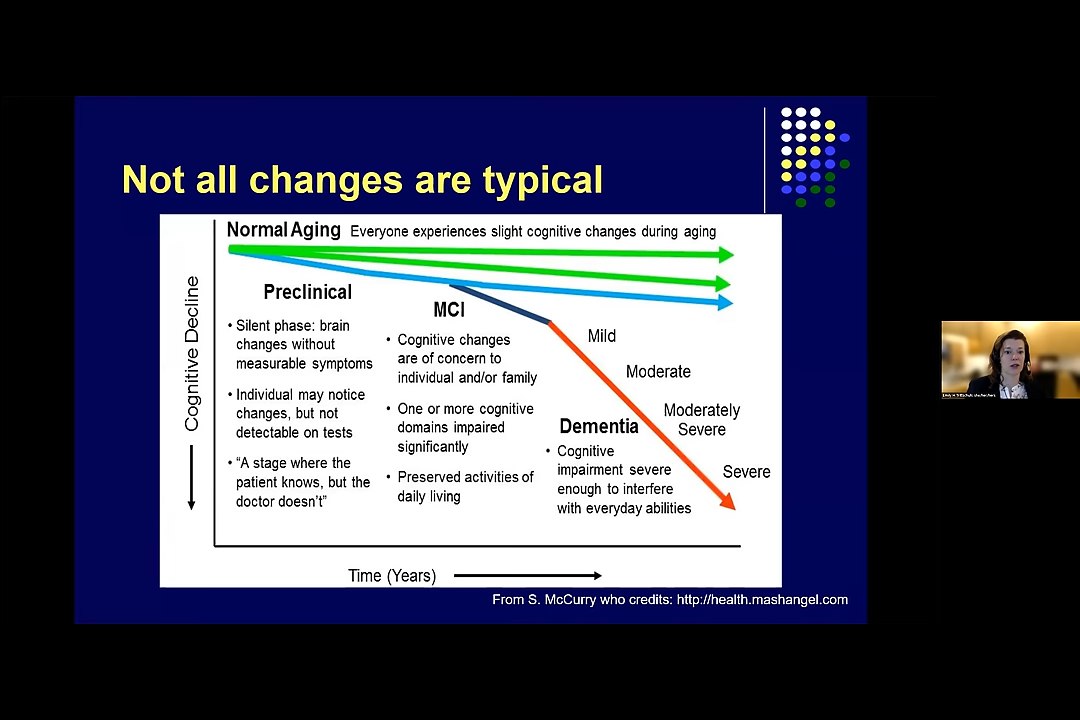 Not all changes are typical
Normal Aging Everyone experiences slight cognitive changes during aging
Cognitive Decline
Preclinical
• Silent phase: brain
changes without
measurable symptoms
• Individual may notice
changes, but not
detectable on tests
• “A stage where the
patient knows, but the
doctor doesn’t”
MCI
• Cognitive changes
are of concern to
individual and/or family
• One or more cognitive
domains impaired
significantly
• Preserved activities of
daily living
Mild
Moderate
Moderately
Severe
Severe
Dementia
• Cognitive
impairment severe
enough to interfere
with everyday abilities
Time (Years)
From S. McCurry who credits: http://health.mashangel.com